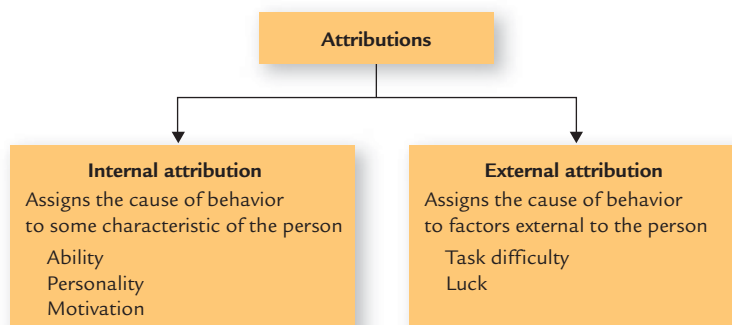 Attributions
Internal attribution
Assigns the cause of behavior
to some characteristic of the person
Ability
Personality
Motivation
External attribution
Assigns the cause of behavior
to factors external to the person
Task difficulty
Luck